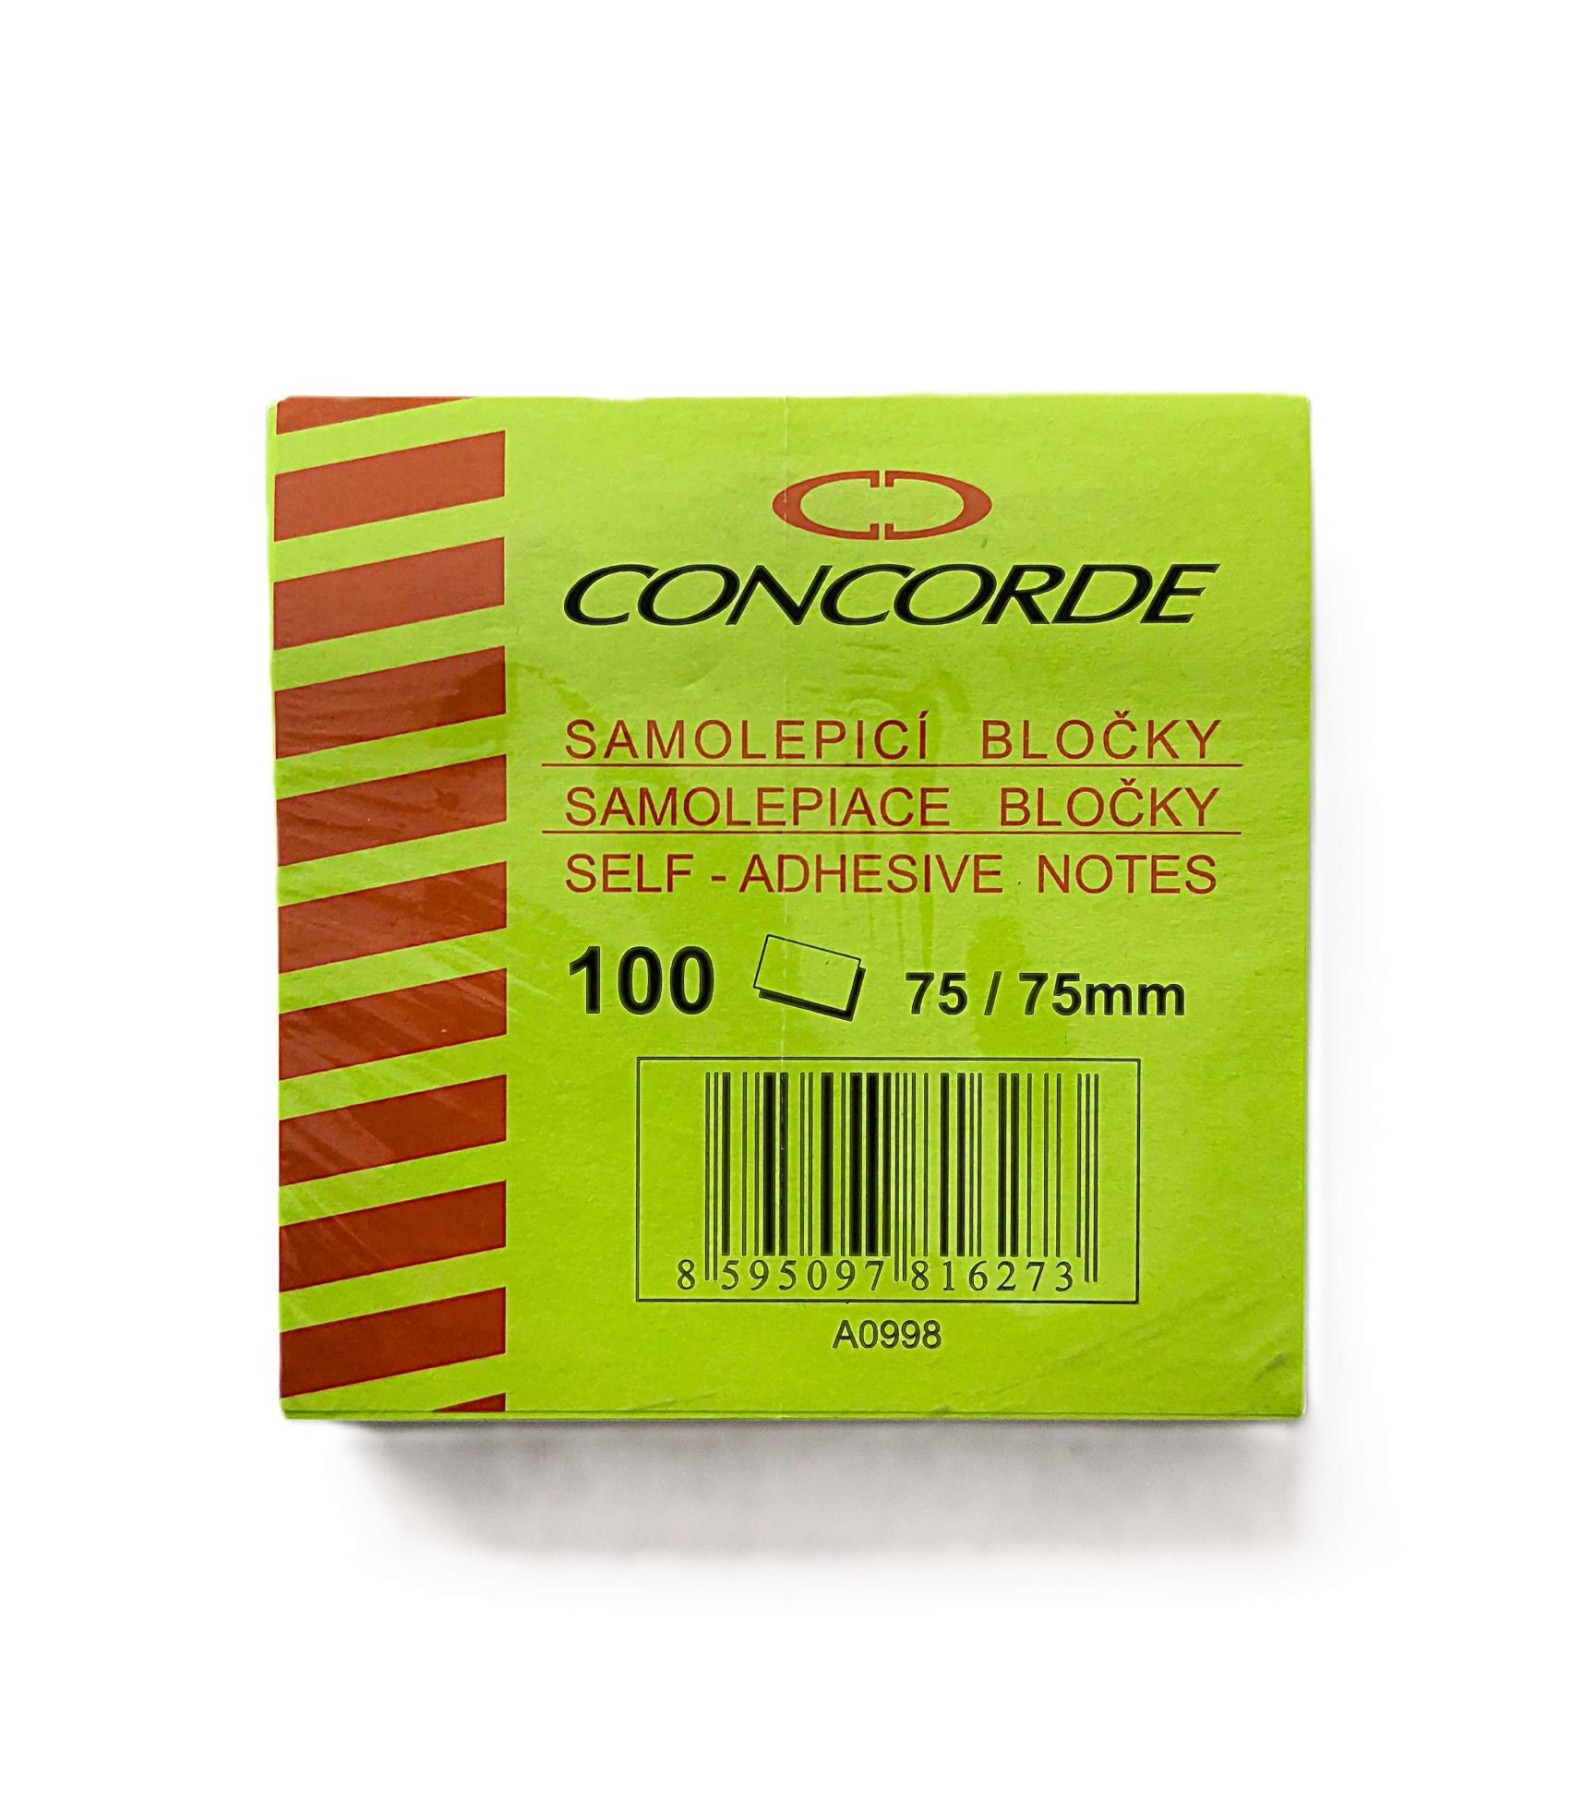 CONCORDE
SAMOLEPICÍ BLOČKY
SAMOLEPIACE BLOČKY
SELF - ADHESIVE NOTES
100 75 / 75mm
8 595097 816273
A0998